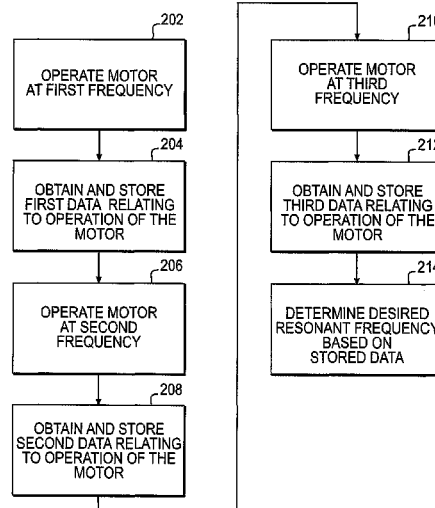 202
OPERATE MOTOR
AT FIRST FREQUENCY
204
OBTAIN AND STORE
FIRST DATA RELATING
TO OPERATION OF THE
MOTOR
206
OPERATE MOTOR
AT SECOND
FREQUENCY
208
OBTAIN AND STORE
SECOND DATA RELATING
TO OPERATION OF THE
MOTOR
210
OPERATE MOTOR
AT THIRD
FREQUENCY
212
OBTAIN AND STORE
THIRD DATA RELATING
TO OPERATION OF THE
MOTOR
214
DETERMINE DESIRED
RESONANT FREQUENCY
BASED ON
STORED DATA